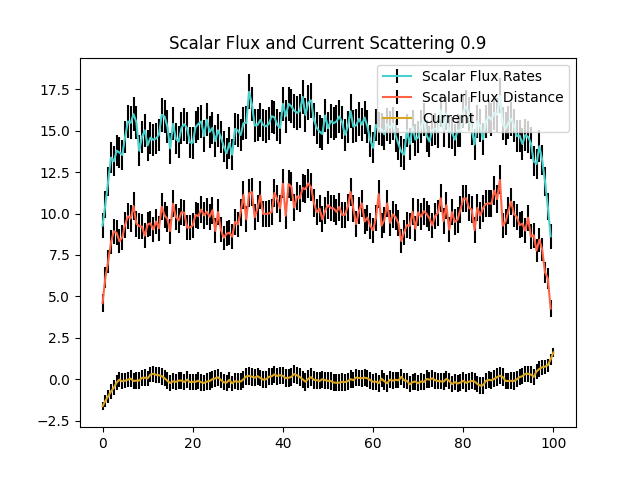 Scalar Flux and Current Scattering 0.9
Scalar Flux Rates
Scalar Flux Distance
Current
17.5
15.0
12.5
10.0
7.5
5.0
2.5
0.0
−2.5
0 20 40 60 80 100